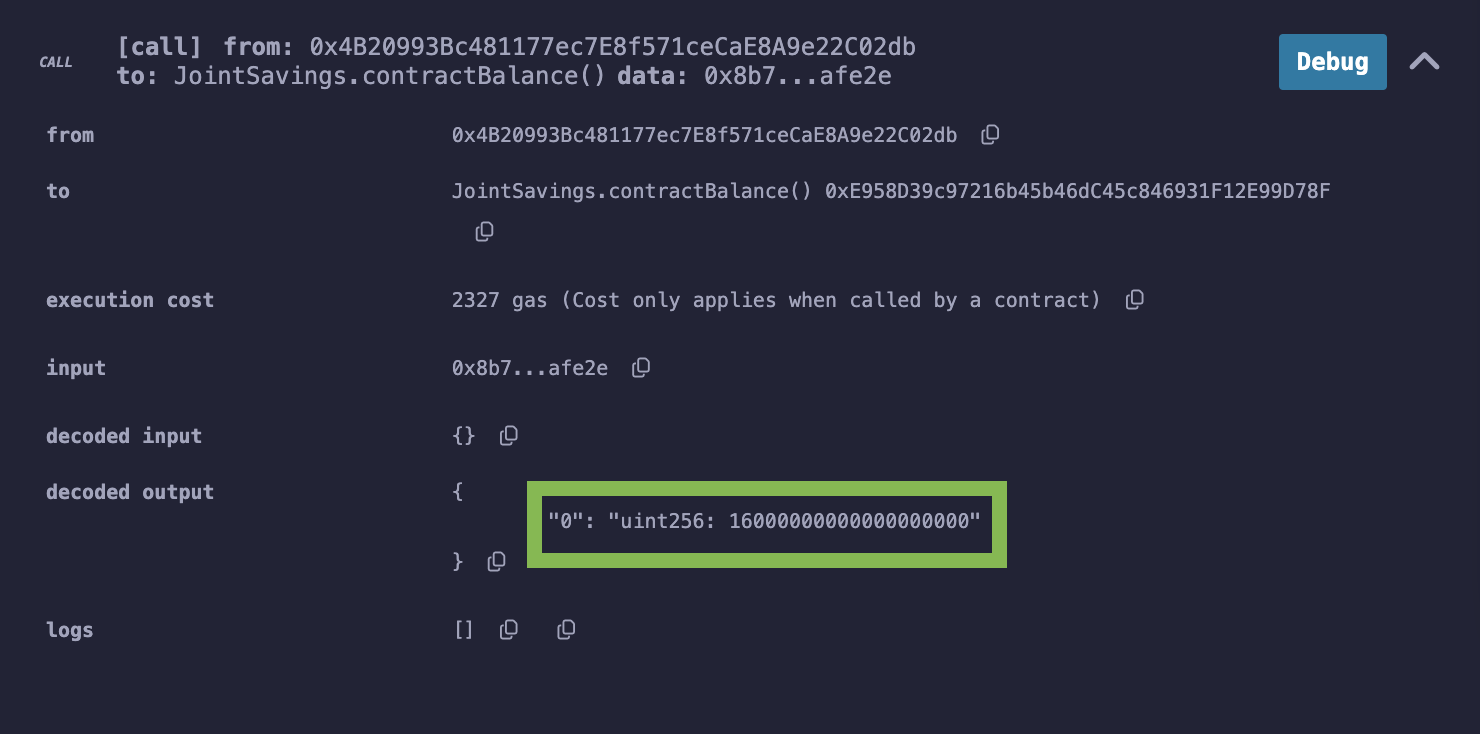 CALL
[call] from: 0x4B20993Bc481177ec7E8f571ceCaE8A9e22C02db
to: JointSavings.contractBalance() data: 0x8b7...afe2e
Debug
from 0x4B20993Bc481177ec7E8f571ceCaE8A9e22C02db
to JointSavings.contractBalance() 0xE958D39c97216b45b46dC45c846931F12E99D78F
execution cost 2327 gas (Cost only applies when called by a contract)
input 0x8b7...afe2e
decoded input {}
decoded output {
"0": "uint256: 16000000000000000000"
}
logs []